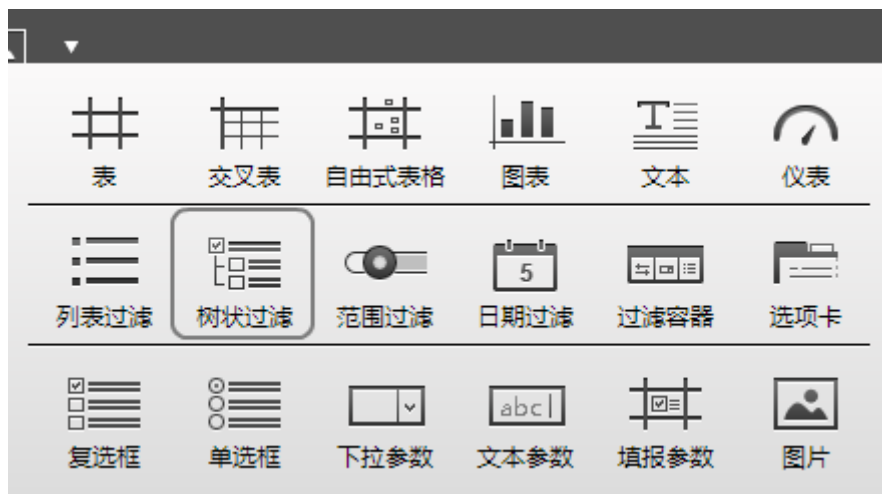 表 交叉表 自由式表格 图表 文本 仪表
5
列表过滤 树状过滤 范围过滤 日期过滤 过滤容器 选项卡
abc
复选框 单选框 下拉参数 文本参数 填报参数 图片